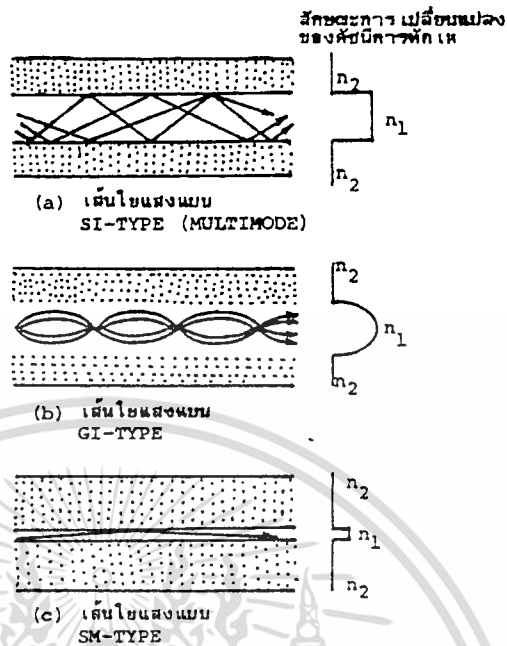 ลักษณะการเปลี่ยนแปลง
ของดัชนีการหักเห
n2
n1
n2
(a) เส้นใยแสงแบบ
SI-TYPE (MULTIMODE)
n2
n1
n2
(b) เส้นใยแสงแบบ
GI-TYPE
n2
n1
n2
(c) เส้นใยแสงแบบ
SM-TYPE